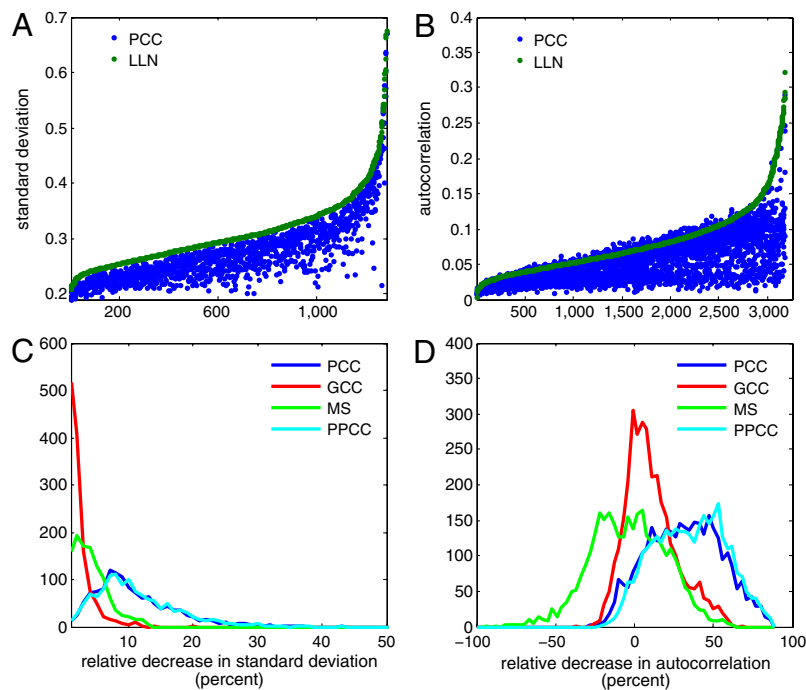 A
0.7
PCC
LLN
0.6
0.5
0.4
0.3
0.2
standard deviation
200
600
1,000
B
0.4
PCC
LLN
0.35
0.3
0.25
0.2
0.15
0.1
0.05
0
autocorrelation
500
1,000
1,500
2,000
2,500
3,000
C
600
PCC
GCC
MS
PPCC
500
400
300
200
100
0
10
20
30
40
50
relative decrease in standard deviation
(percent)
D
400
PCC
GCC
MS
PPCC
350
300
250
200
150
100
50
0
−100
−50
0
50
100
relative decrease in autocorrelation
(percent)